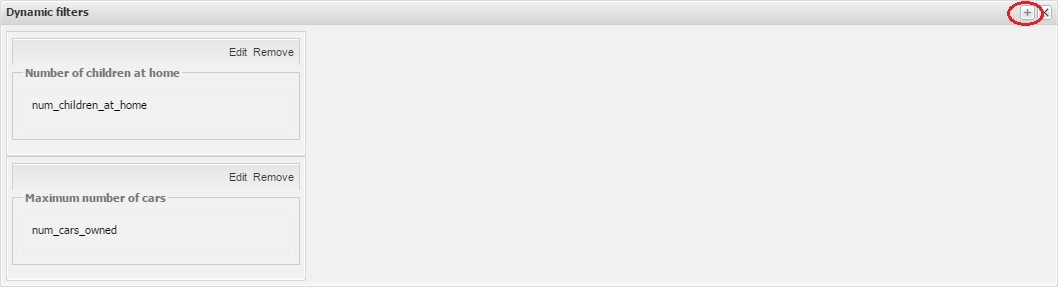 Dynamic filters
Edit Remove
Number of children at home
num_children_at_home
Edit Remove
Maximum number of cars
num_cars_owned